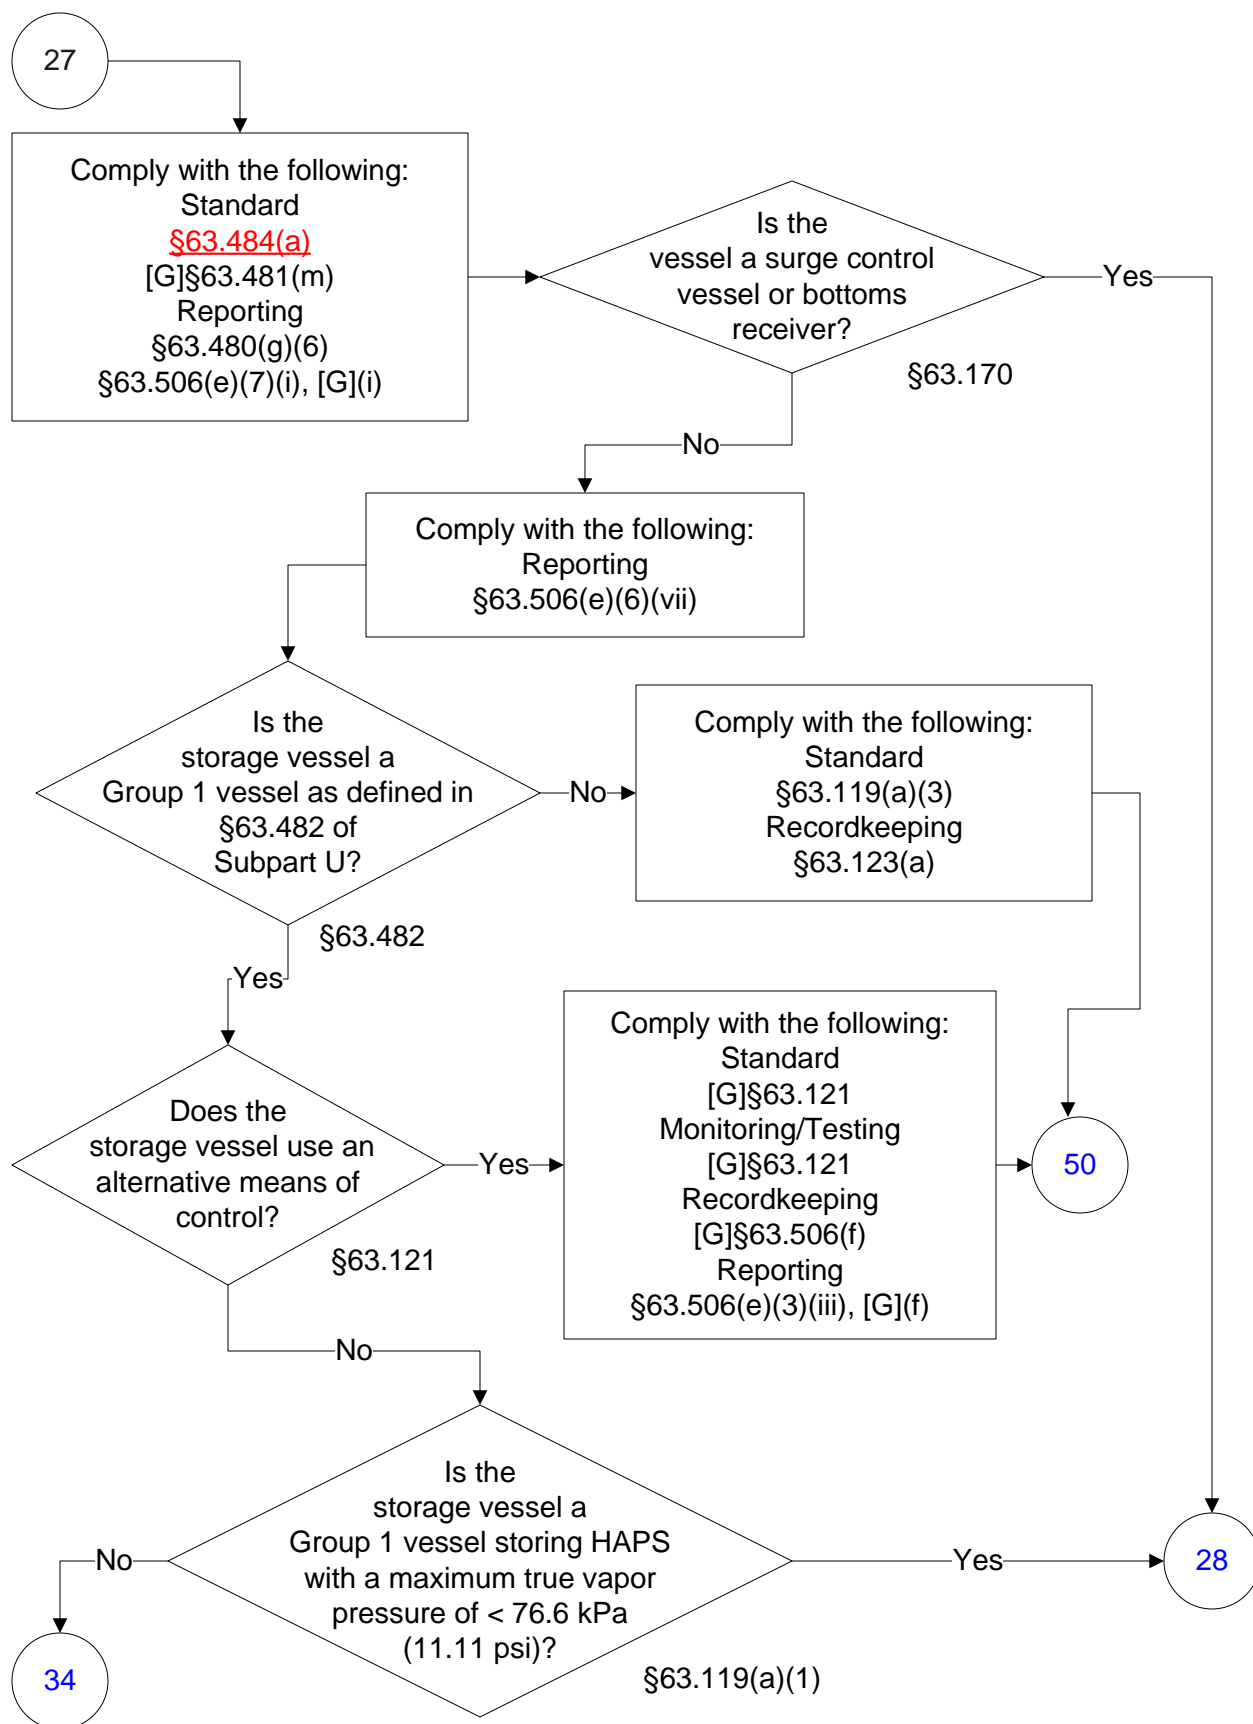 27
Comply with the following:
Standard
§63.484(a)
[G]§63.481(m)
Reporting
§63.480(g)(6)
§63.506(e)(7)(i), [G](i)
Is the
vessel a surge control
vessel or bottoms
receiver?
Yes
§63.170
No
Comply with the following:
Reporting
§63.506(e)(6)(vii)
Is the
storage vessel a
Group 1 vessel as defined in
§63.482 of
Subpart U?
No
Comply with the following:
Standard
§63.119(a)(3)
Recordkeeping
§63.123(a)
§63.482
Yes
Does the
storage vessel use an
alternative means of
control?
Yes
Comply with the following:
Standard
[G]§63.121
Monitoring/Testing
[G]§63.121
Recordkeeping
[G]§63.506(f)
Reporting
§63.506(e)(3)(iii), [G](f)
50
§63.121
No
Is the
storage vessel a
Group 1 vessel storing HAPS
with a maximum true vapor
pressure of < 76.6 kPa
(11.11 psi)?
No
Yes
28
34
§63.119(a)(1)